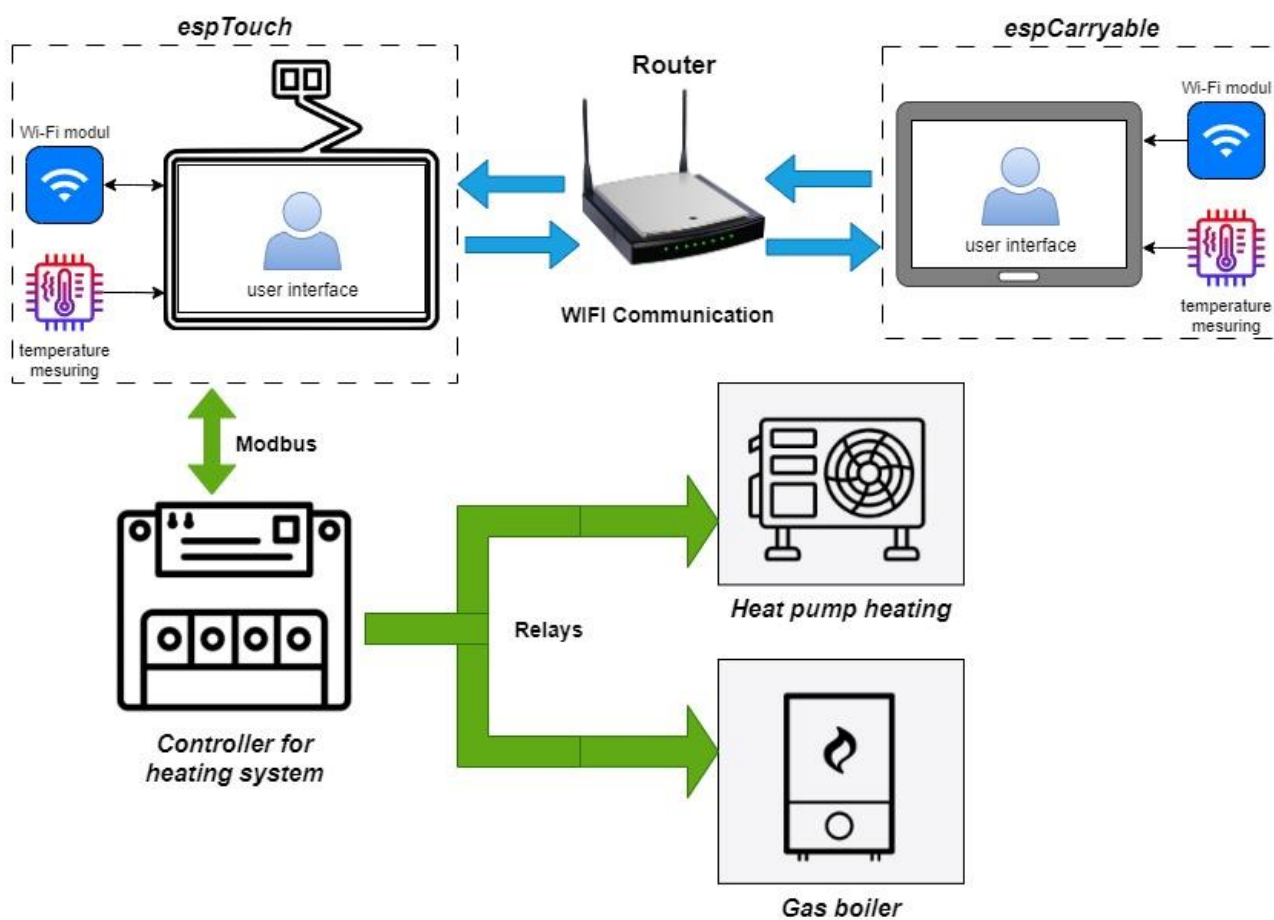 espTouch
espCarryable
Router
Wi-Fi modul
Wi-Fi modul
user interface
user interface
temperature
mesuring
temperature
mesuring
WIFI Communication
Modbus
Relays
Heat pump heating
Controller for
heating system
Gas boiler